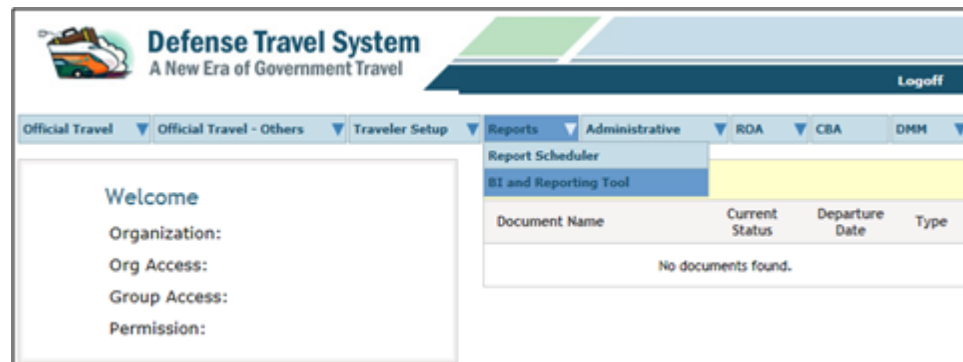 Defense Travel System
A New Era of Government Travel
Logoff
Official Travel Official Travel - Others Traveler Setup Reports Administrative ROA CBA DMM
Report Scheduler
BI and Reporting Tool
Welcome
Organization:
Org Access:
Group Access:
Permission:
Document Name Current Status Departure Date Type
No documents found.